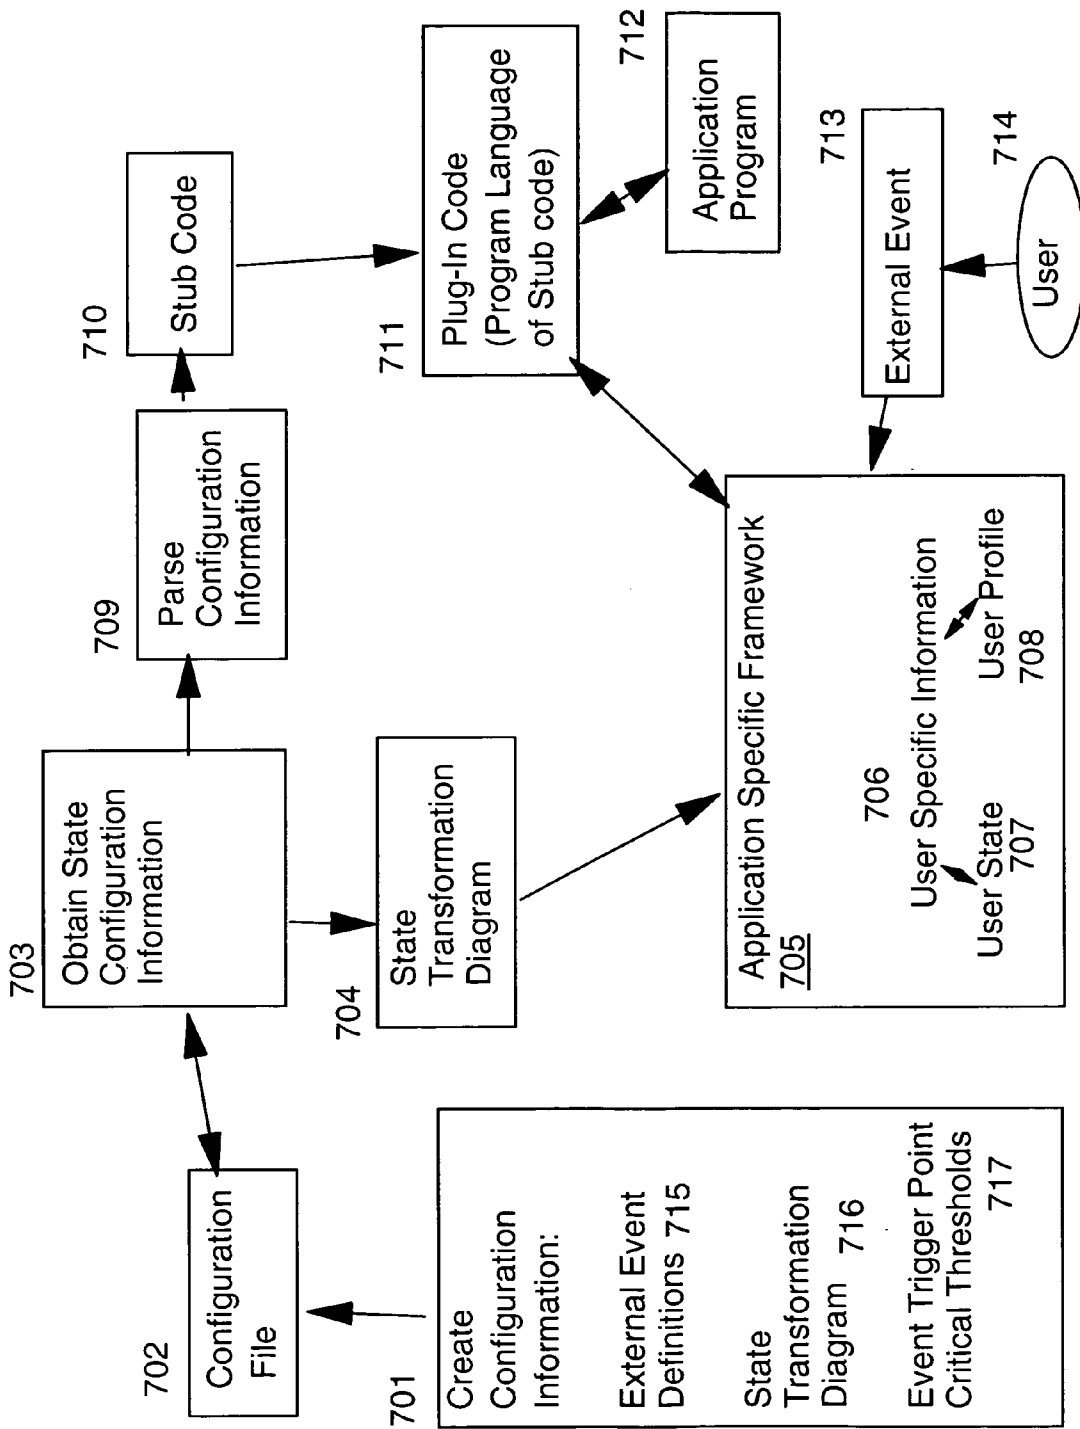 701
Create
Configuration
Information:
External Event
Definitions 715
State
Transformation
Diagram 716
Event Trigger Point
Critical Thresholds
717
702
Configuration
File
703
Obtain State
Configuration
Information
704
State
Transformation
Diagram
Application Specific Framework
705
706
User Specific Information
User State
707
User Profile
708
709
Parse
Configuration
Information
710
Stub Code
711
Plug-In Code
(Program Language
of Stub code)
712
Application
Program
713
External Event
714
User